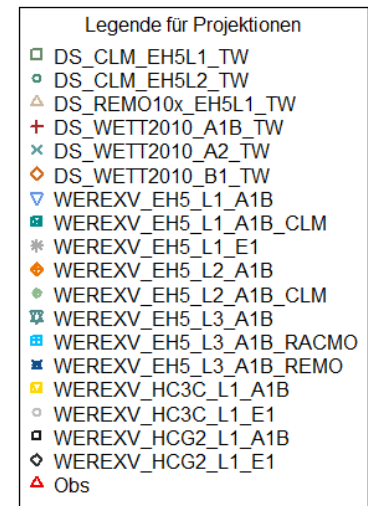 Legende für Projektionen
DS_CLM_EH5L1_TW
DS_CLM_EH5L2_TW
DS_REMO10x_EH5L1_TW
DS_WETT2010_A1B_TW
DS_WETT2010_A2_TW
DS_WETT2010_B1_TW
WEREXV_EH5_L1_A1B
WEREXV_EH5_L1_A1B_CLM
WEREXV_EH5_L1_E1
WEREXV_EH5_L2_A1B
WEREXV_EH5_L2_A1B_CLM
WEREXV_EH5_L3_A1B
WEREXV_EH5_L3_A1B_RACMO
WEREXV_EH5_L3_A1B_REMO
WEREXV_HC3C_L1_A1B
WEREXV_HC3C_L1_E1
WEREXV_HCG2_L1_A1B
WEREXV_HCG2_L1_E1
Obs